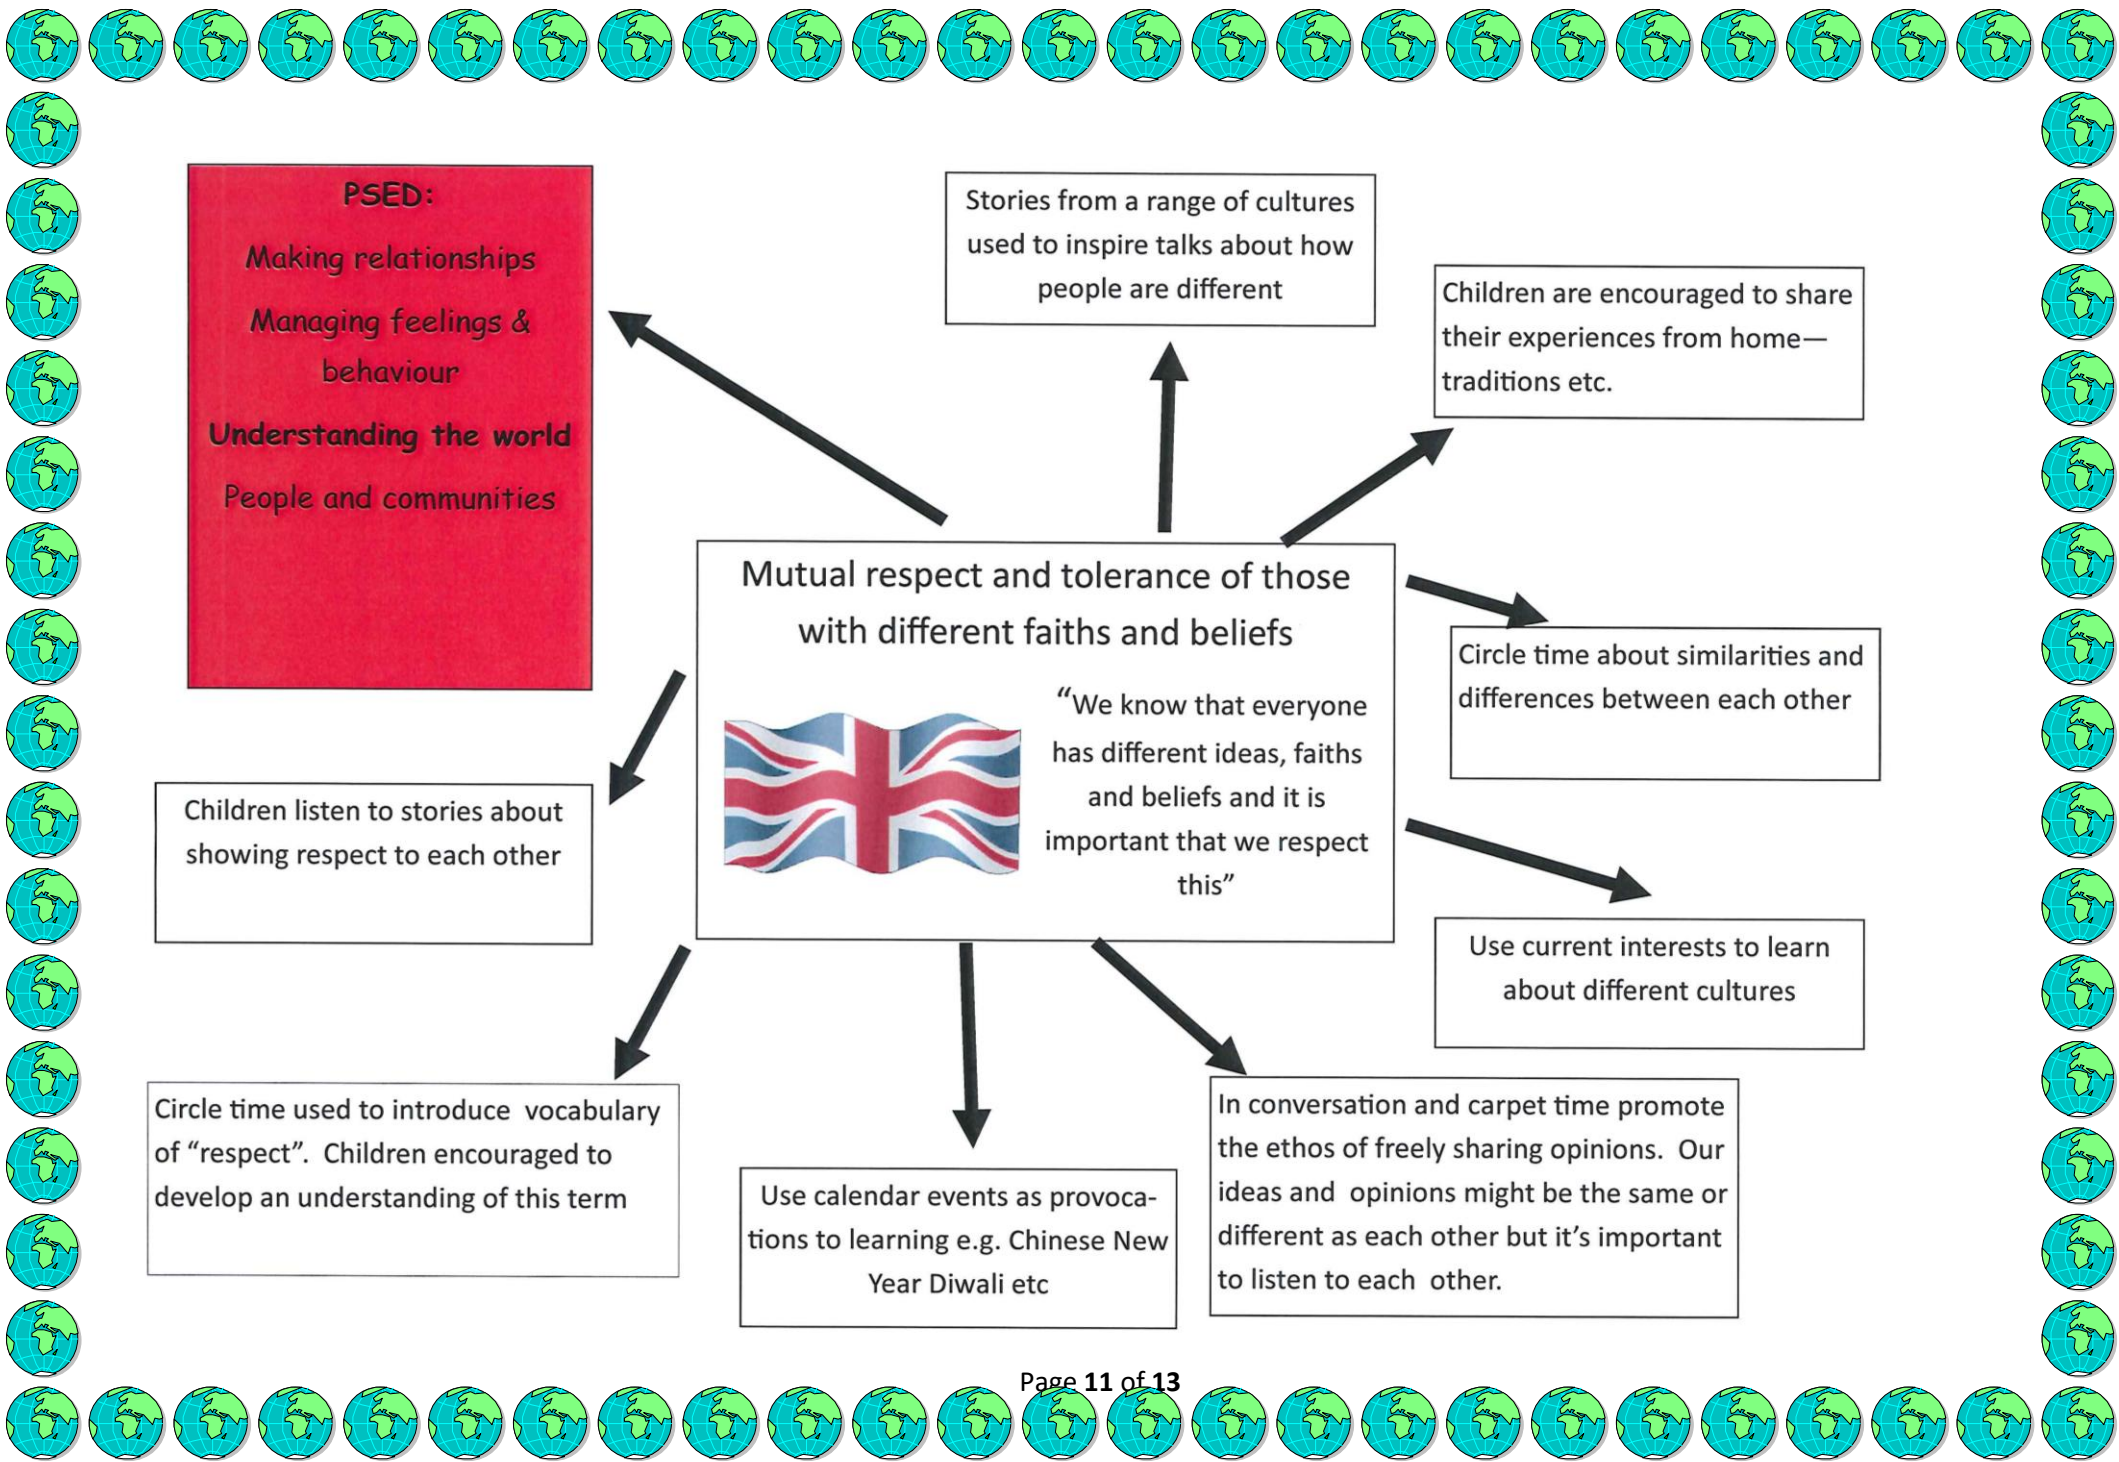 PSED:
Making relationships
Managing feelings &
behaviour
Understanding the world
People and communities
Stories from a range of cultures
used to inspire talks about how
people are different
Children are encouraged to share
their experiences from home—
traditions etc.
Mutual respect and tolerance of those
with different faiths and beliefs
“We know that everyone
has different ideas, faiths
and beliefs and it is
important that we respect
this”
Circle time about similarities and
differences between each other
Children listen to stories about
showing respect to each other
Use current interests to learn
about different cultures
Circle time used to introduce  vocabulary
of “respect”.  Children encouraged to
develop an understanding of this term
Use calendar events as provoca-
tions to learning e.g. Chinese New
Year Diwali etc
In conversation and carpet time promote
the ethos of freely sharing opinions.  Our
ideas and  opinions might be the same or
different as each other but it’s important
to listen to each  other.
Page 11 of 13